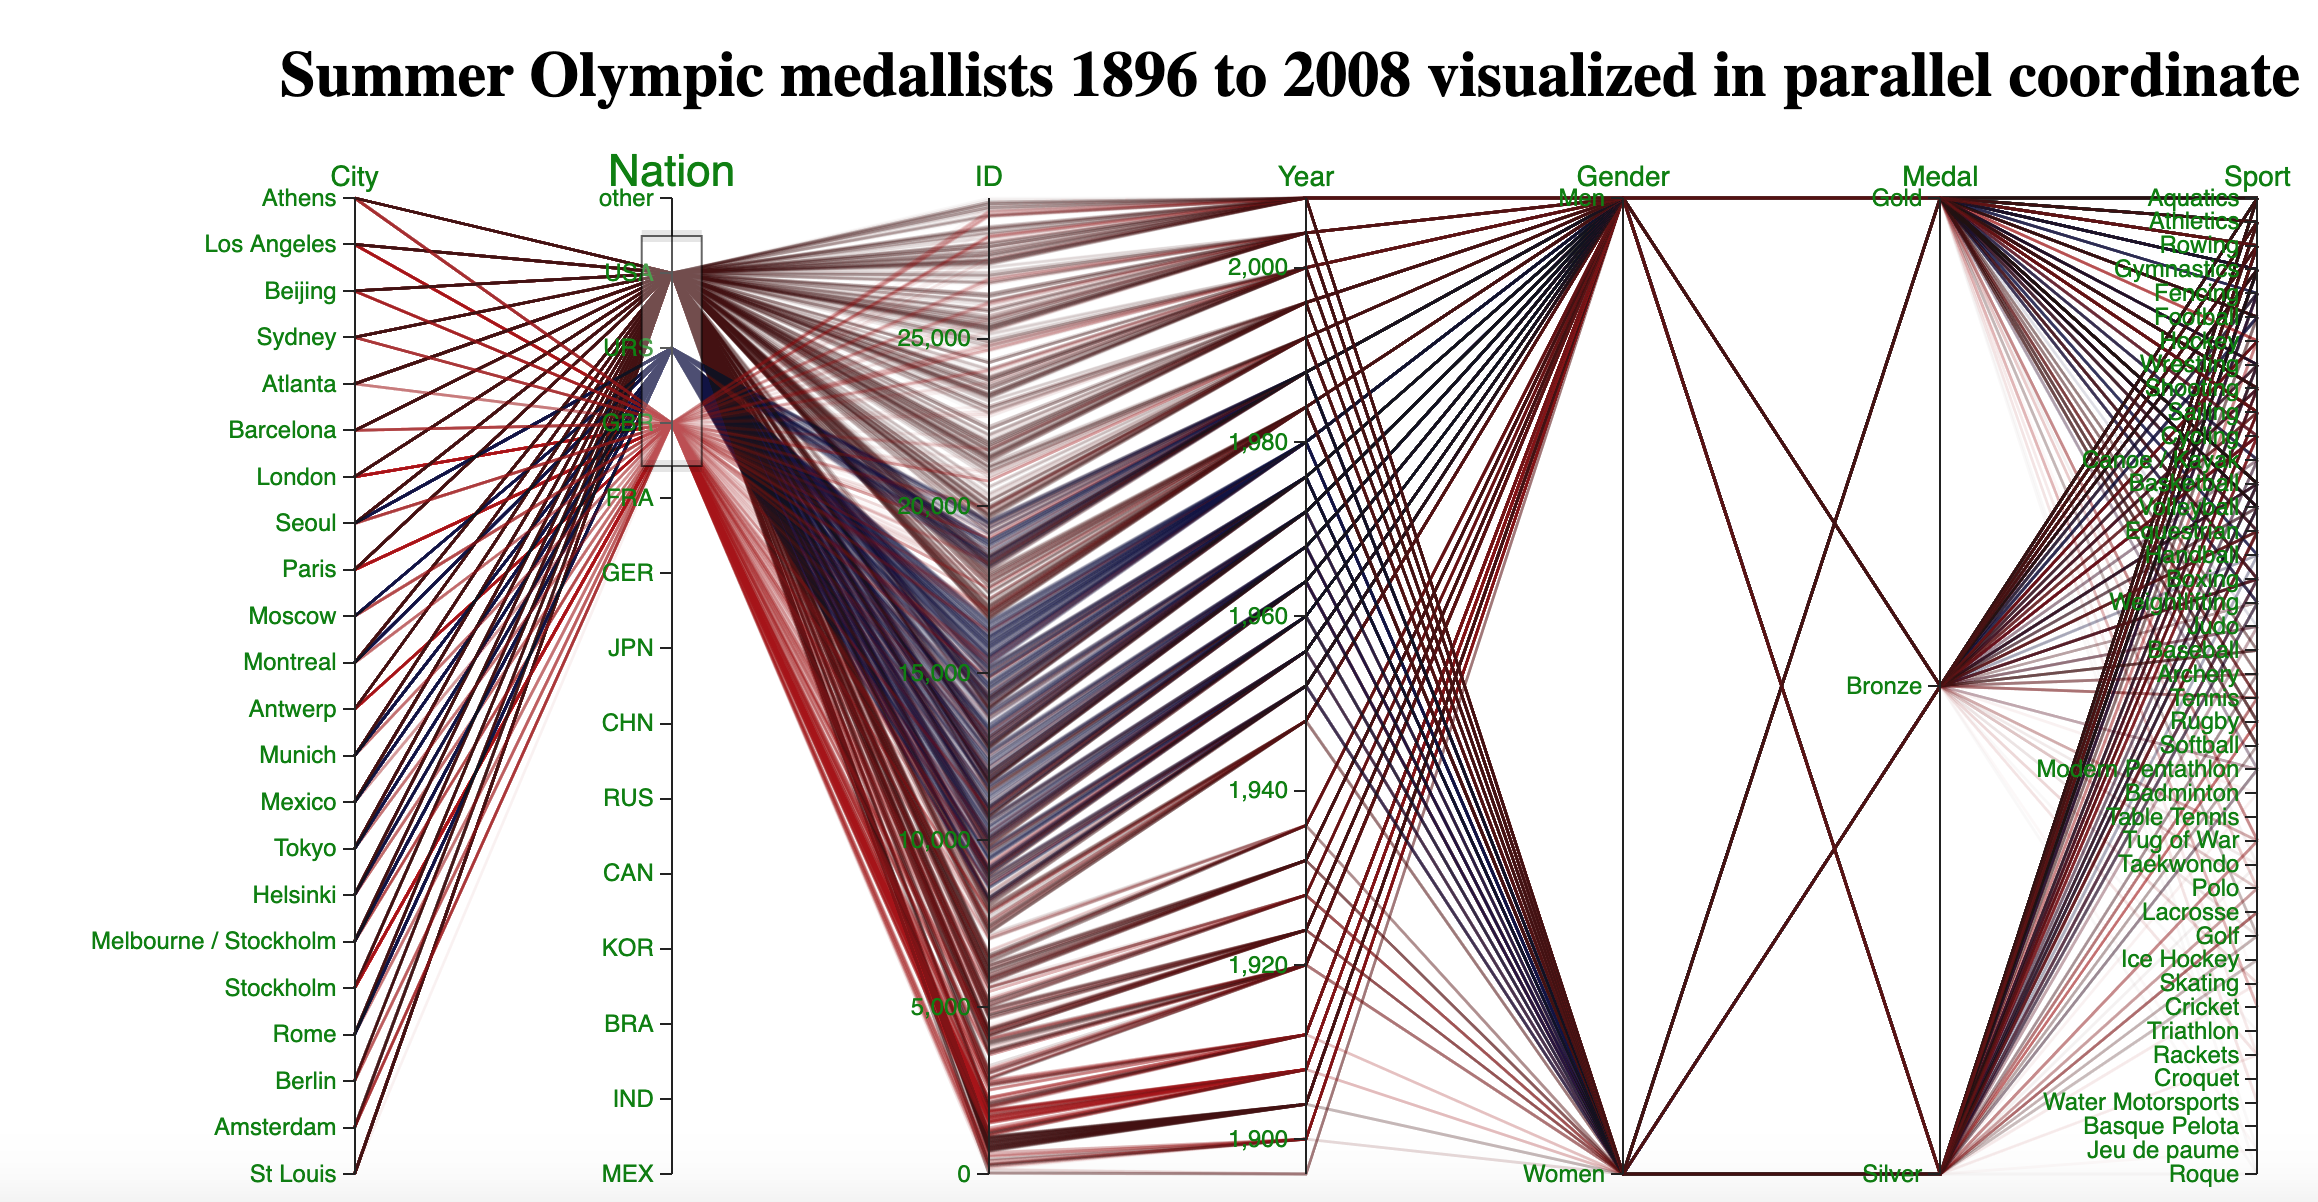 Summer Olympic medallists 1896 to 2008 visualized in parallel coordinate
City
Athens
Los Angeles
Beijing
Sydney
Atlanta
Barcelona
London
Seoul
Paris
Moscow
Montreal
Antwerp
Munich
Mexico
Tokyo
Helsinki
Melbourne / Stockholm
Stockholm
Rome
Berlin
Amsterdam
St Louis
Nation
other
USA
URS
GBR
FRA
GER
JPN
CHN
RUS
CAN
KOR
BRA
IND
MEX
ID
25,000
20,000
15,000
10,000
5,000
0
Year
2,000
1,980
1,960
1,940
1,920
1,900
Gender
Men
Women
Medal
Gold
Bronze
Silver
Sport
Aquatics
Athletics
Rowing
Gymnastics
Fencing
Football
Hockey
Wrestling
Shooting
Sailing
Cycling
Canoe / Kayak
Basketball
Volleyball
Equestrian
Handball
Boxing
Weightlifting
Judo
Baseball
Archery
Tennis
Rugby
Softball
Modern Pentathlon
Badminton
Table Tennis
Tug of War
Taekwondo
Polo
Lacrosse
Golf
Ice Hockey
Skating
Cricket
Triathlon
Rackets
Croquet
Water Motorsports
Basque Pelota
Jeu de paume
Roque